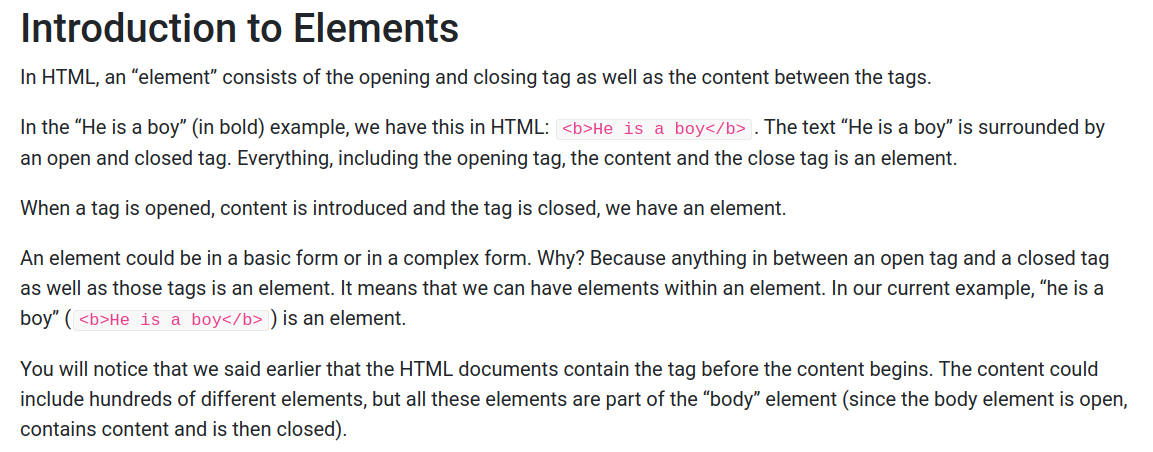 Introduction to Elements
In HTML, an “element” consists of the opening and closing tag as well as the content between the tags.
In the “He is a boy” (in bold) example, we have this in HTML: <b>He is a boy</b> . The text “He is a boy” is surrounded by
an open and closed tag. Everything, including the opening tag, the content and the close tag is an element.
When a tag is opened, content is introduced and the tag is closed, we have an element.
An element could be in a basic form or in a complex form. Why? Because anything in between an open tag and a closed tag
as well as those tags is an element. It means that we can have elements within an element. In our current example, “he is a
boy” ( <b>He is a boy</b> ) is an element.
You will notice that we said earlier that the HTML documents contain the tag before the content begins. The content could
include hundreds of different elements, but all these elements are part of the “body” element (since the body element is open,
contains content and is then closed).